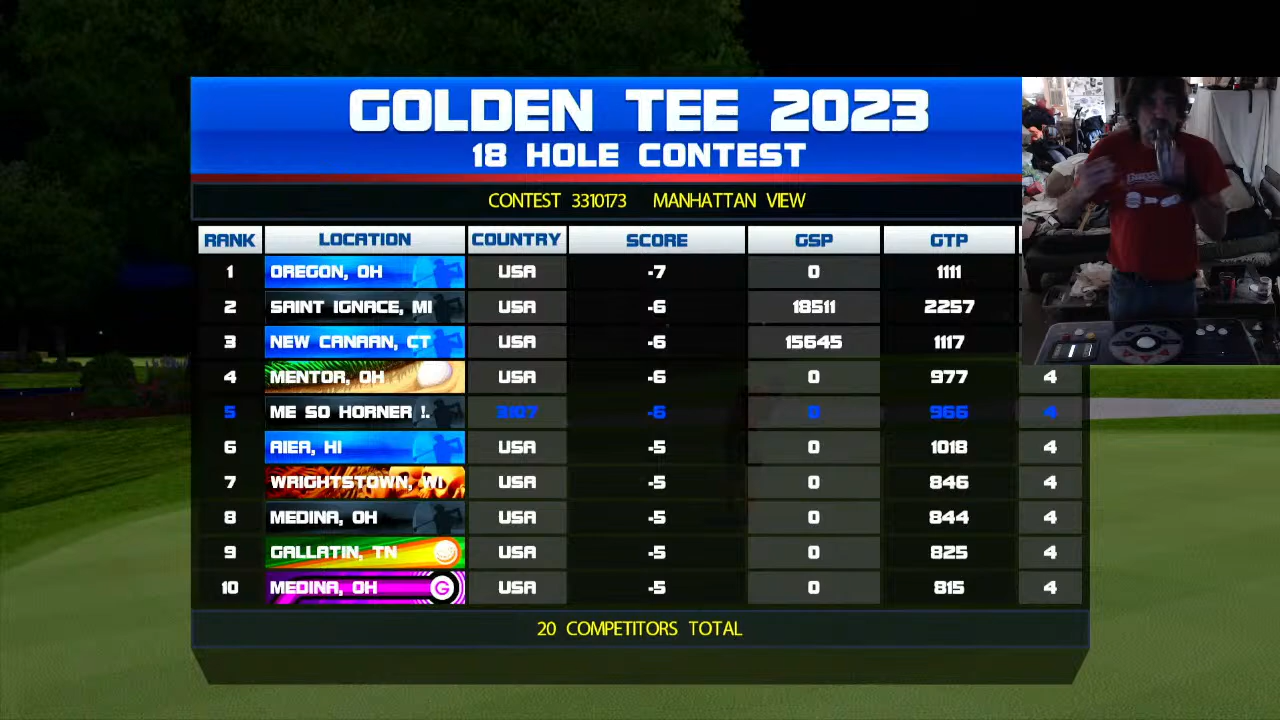 GOLDEN TEE 2023
18 HOLE CONTEST
CONTEST 3310173 MANHATTAN VIEW
RANK LOCATION COUNTRY SCORE GSP GTP
1 OREGON, OH USA -7 0 1111
2 SAINT IGNACE, MI USA -6 18511 2257
3 NEW CANAAN, CT USA -6 15645 1117
4 MENTOR, OH USA -6 0 977 4
5 ME SO HORNER !. 3107 -6 0 966 4
6 AIEA, HI USA -5 0 1018 4
7 WRIGHTSTOWN, WI USA -5 0 846 4
8 MEDINA, OH USA -5 0 844 4
9 GALLATIN, TN USA -5 0 825 4
10 MEDINA, OH G USA -5 0 815 4
20 COMPETITORS TOTAL